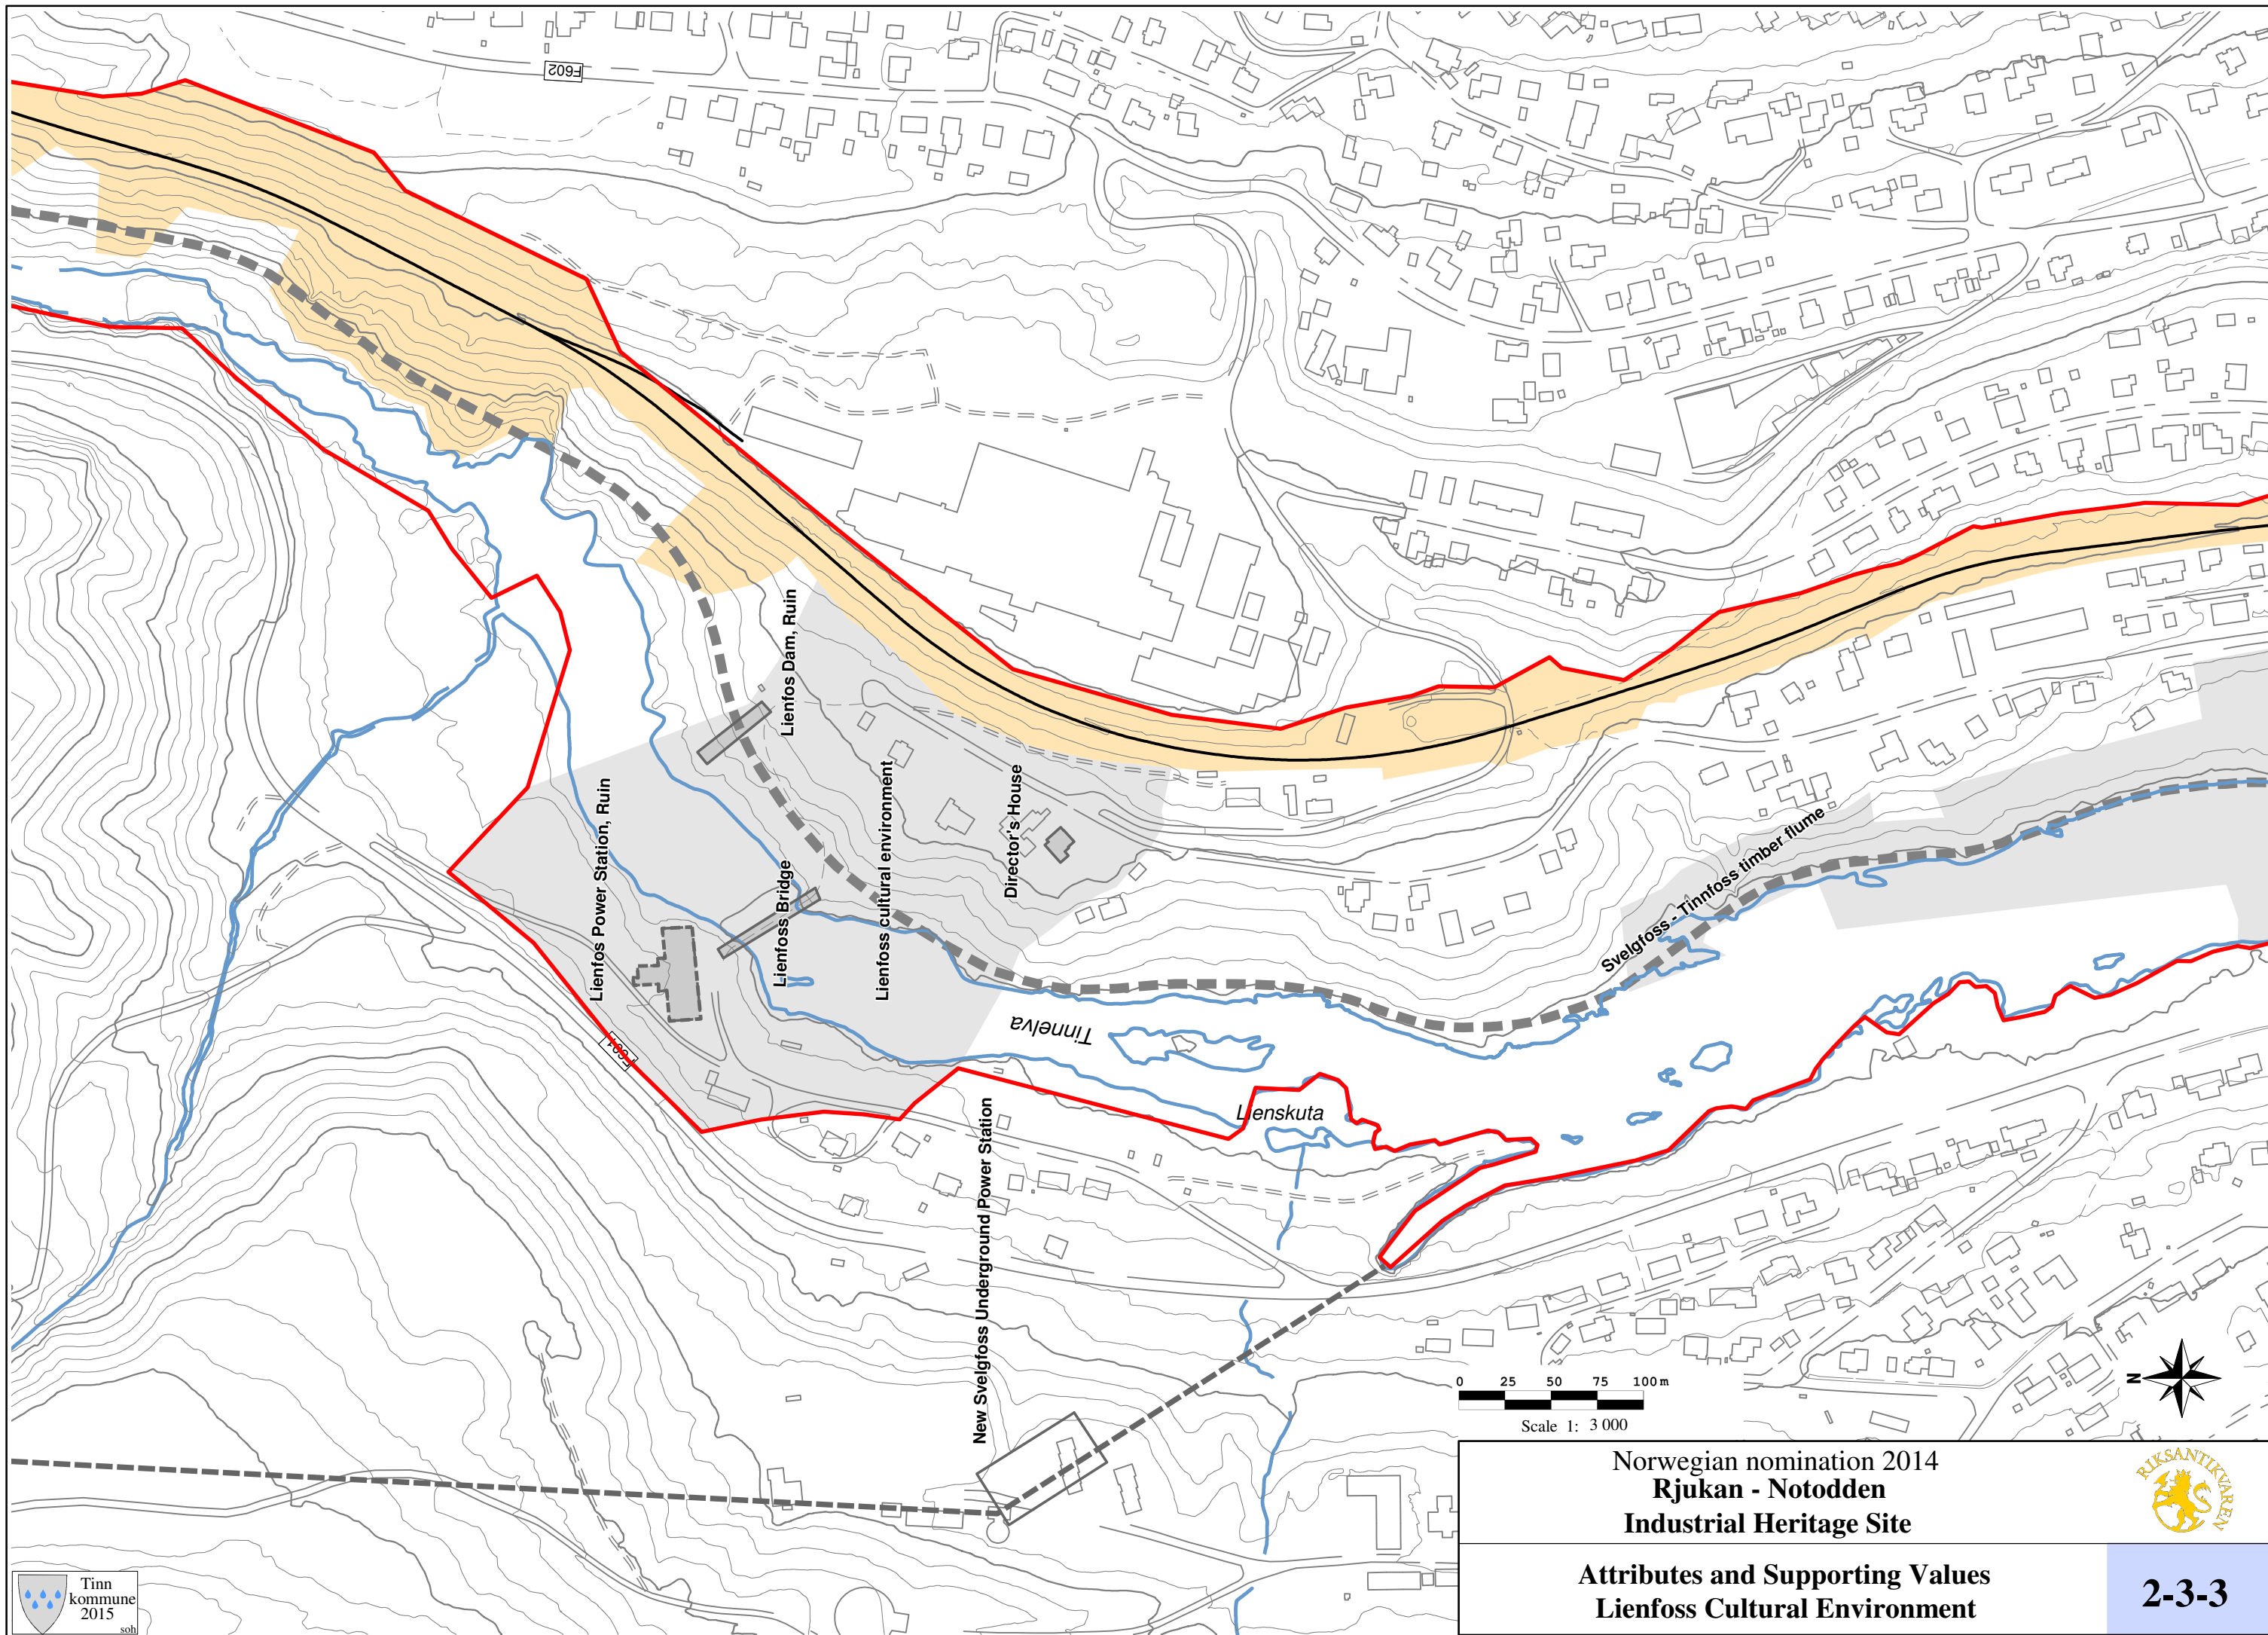 F602
Lienfos Dam, Ruin
Lienfos Power Station, Ruin
Lienfoss Bridge
Lienfoss cultural environment
Director's House
Svelgfoss - Tinnfoss timber flume
Tinnelva
F601
Lienskuta
New Svelgfoss Underground Power Station
0 25 50 75 100 m
Scale 1: 3 000
N
Norwegian nomination 2014
Rjukan - Notodden
Industrial Heritage Site
RIKSANTIKVAREN
Attributes and Supporting Values
Lienfoss Cultural Environment
2-3-3
Tinn
kommune
2015
soh